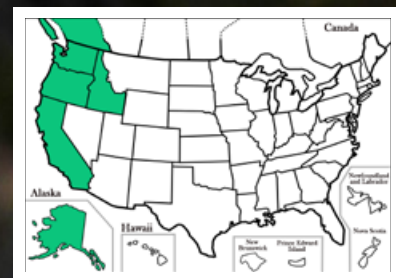 Canada
Newfoundland
and Labrador
Alaska
Hawaii
Nova Scotia
New
Brunswick
Prince Edward
Island